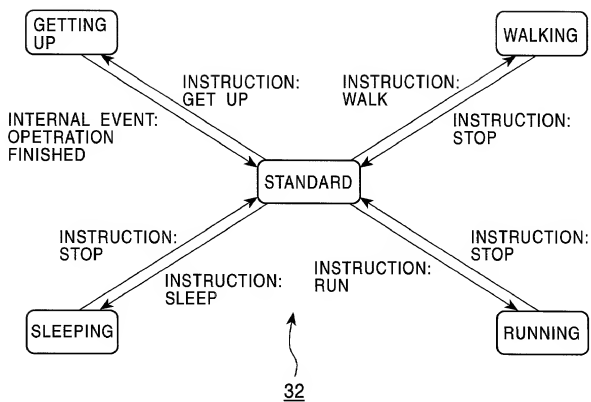 GETTING
UP
WALKING
INSTRUCTION:
GET UP
INSTRUCTION:
WALK
INTERNAL EVENT:
OPETRATION
FINISHED
INSTRUCTION:
STOP
STANDARD
INSTRUCTION:
STOP
INSTRUCTION:
SLEEP
INSTRUCTION:
RUN
INSTRUCTION:
STOP
SLEEPING
RUNNING
32